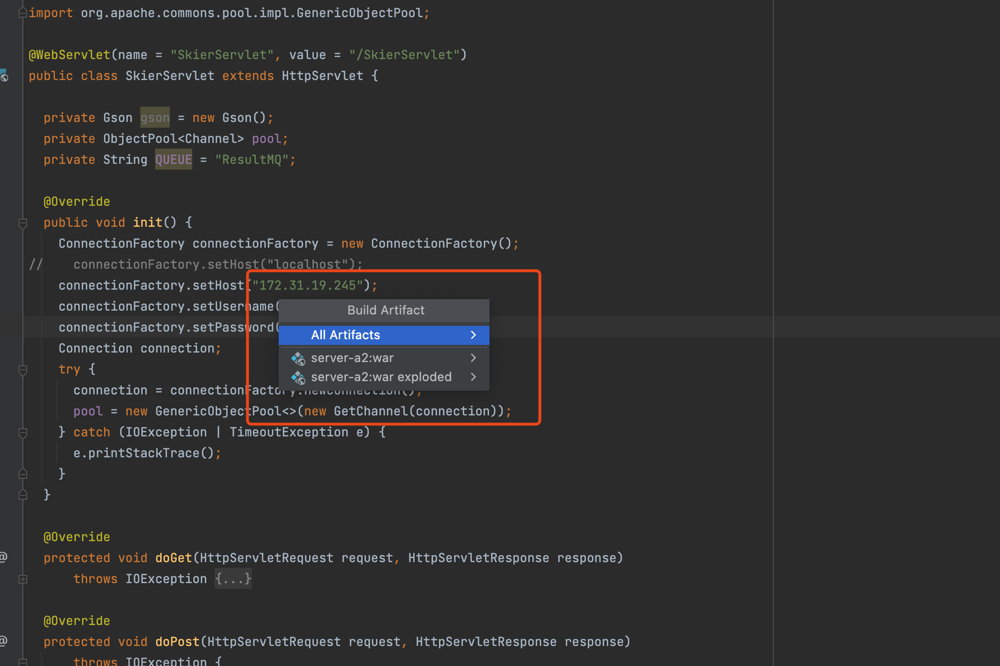 import org.apache.commons.pool.impl.GenericObjectPool;
@WebServlet(name = "SkierServlet", value = "/SkierServlet")
public class SkierServlet extends HttpServlet {
private Gson gson = new Gson();
private ObjectPool<Channel> pool;
private String QUEUE = "ResultMQ";
@Override
public void init() {
ConnectionFactory connectionFactory = new ConnectionFactory();
//    connectionFactory.setHost("localhost");
connectionFactory.setHost("172.31.19.245");
connectionFactory.setUsername(
Build Artifact
connectionFactory.setPassword(
All Artifacts
Connection connection;
server-a2:war
try {
server-a2:war exploded
connection = connectionFactory.newConnection();
pool = new GenericObjectPool<>(new GetChannel(connection));
} catch (IOException | TimeoutException e) {
e.printStackTrace();
}
}
@Override
@
protected void doGet(HttpServletRequest request, HttpServletResponse response)
throws IOException {...}
@Override
@
protected void doPost(HttpServletRequest request, HttpServletResponse response)
throws IOException {